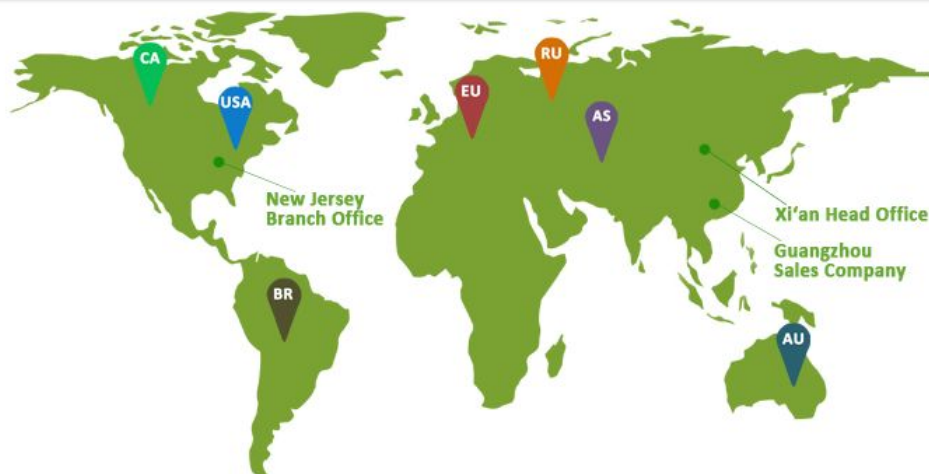 CA
USA
EU
RU
AS
New Jersey
Branch Office
Xi'an Head Office
Guangzhou
Sales Company
BR
AU